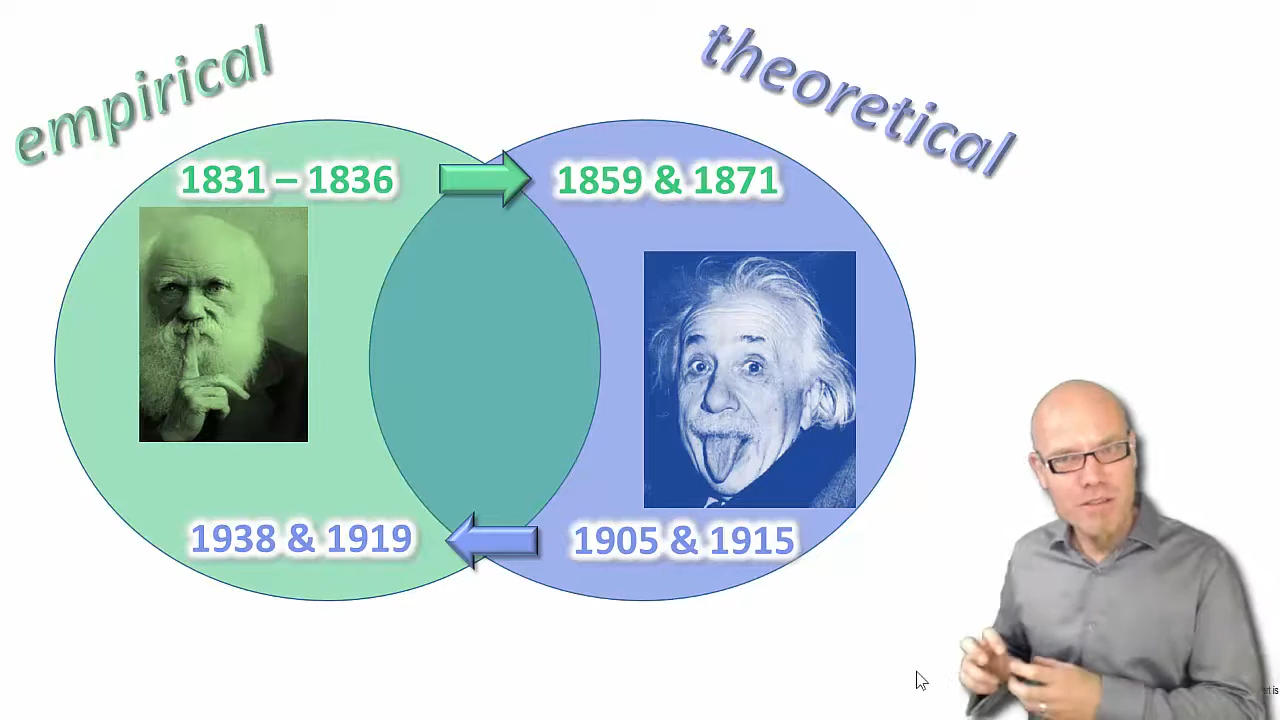 empirical
theoretical
1831 – 1836
1859 & 1871
1938 & 1919
1905 & 1915